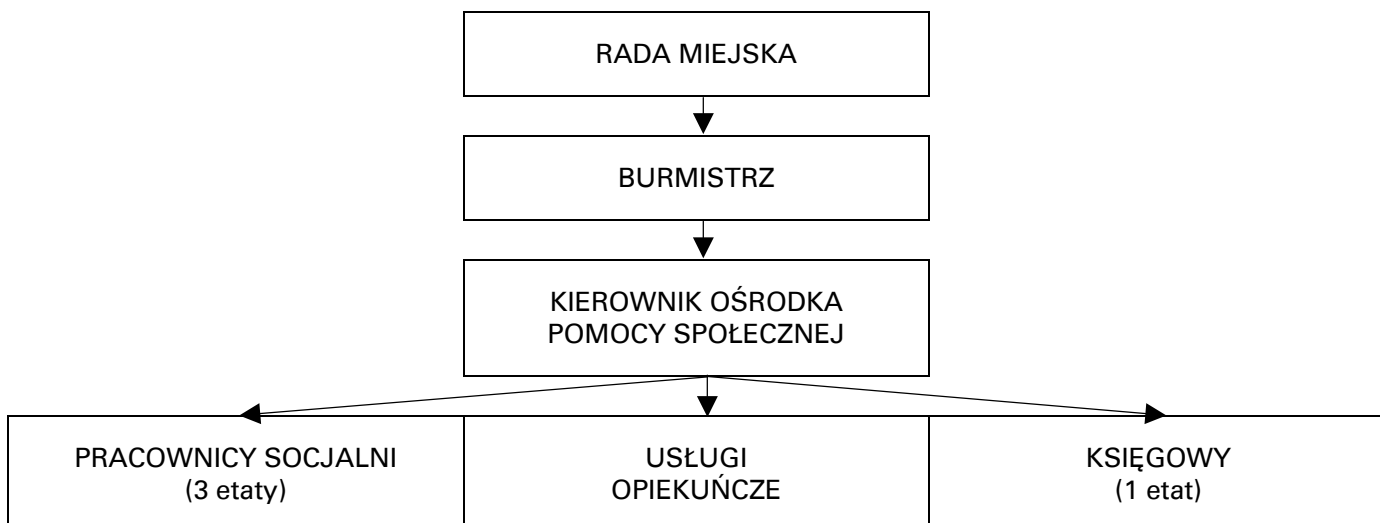 RADA MIEJSKA
BURMISTRZ
KIEROWNIK OŚRODKA
POMOCY SPOŁECZNEJ
PRACOWNICY SOCJALNI
(3 etaty)
USŁUGI
OPIEKUŃCZE
KSIĘGOWY
(1 etat)